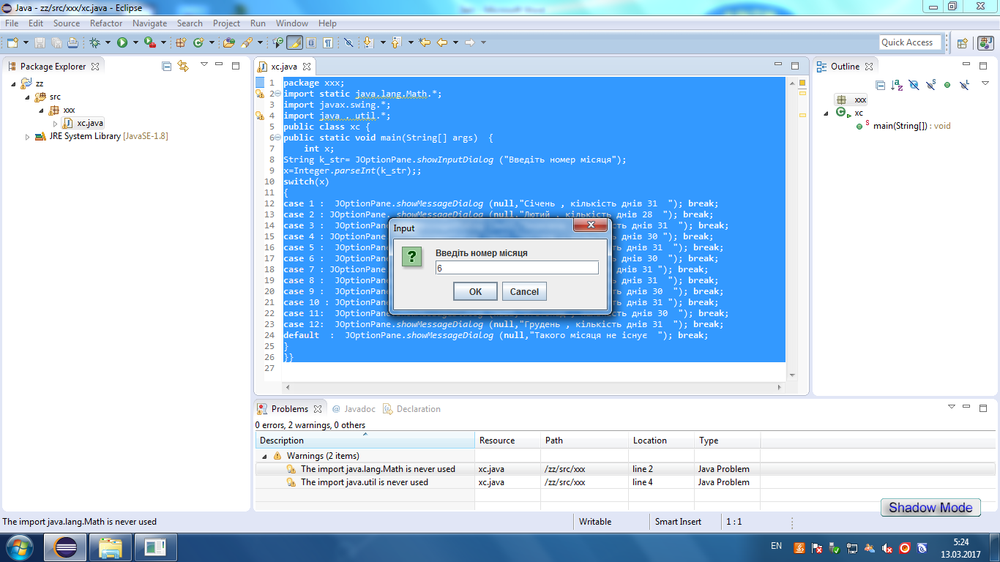 Java - zz/src/xxx/xc.java - Eclipse
File Edit Source Refactor Navigate Search Project Run Window Help
Quick Access
Package Explorer
zz
src
xxx
xc.java
JRE System Library [JavaSE-1.8]
xc.java
1 package xxx;
2 import static java.lang.Math.*;
3 import javax.swing.*;
4 import java . util.*;
5 public class xc {
6 public static void main(String[] args) {
7 int x;
8 String k_str= JOptionPane.showInputDialog ("Введіть номер місяця");
9 x=Integer.parseInt(k_str);;
10 switch(x)
11 {
12 case 1 : JOptionPane.showMessageDialog (null,"Січень , кількість днів 31 "); break;
13 case 2 : JOptionPane. showMessageDialog (null,"Лютий , кількість днів 28 "); break;
14 case 3 : JOptionPane ть днів 31 "); break;
15 case 4 : JOptionPane ь днів 30 "); break;
16 case 5 : JOptionPane днів 31 "); break;
17 case 6 : JOptionPane ть днів 30 "); break;
18 case 7 : JOptionPane ь днів 31 "); break;
19 case 8 : JOptionPane ть днів 31 "); break;
20 case 9 : JOptionPane сть днів 30 "); break;
21 case 10 : JOptionPane сть днів 31 "); break;
22 case 11: JOptionPane ість днів 30 "); break;
23 case 12: JOptionPane.showMessageDialog (null,"Грудень , кількість днів 31 "); break;
24 default : JOptionPane.showMessageDialog (null,"Такого місяця не існує "); break;
25 }
26 }}
27
Input
Введіть номер місяця
6
OK Cancel
Outline
xxx
xc
main(String[]) : void
Problems @ Javadoc Declaration
0 errors, 2 warnings, 0 others
Description Resource Path Location Type
Warnings (2 items)
The import java.lang.Math is never used xc.java /zz/src/xxx line 2 Java Problem
The import java.util is never used xc.java /zz/src/xxx line 4 Java Problem
Shadow Mode
The import java.lang.Math is never used Writable Smart Insert 1 : 1
EN 5:24
13.03.2017